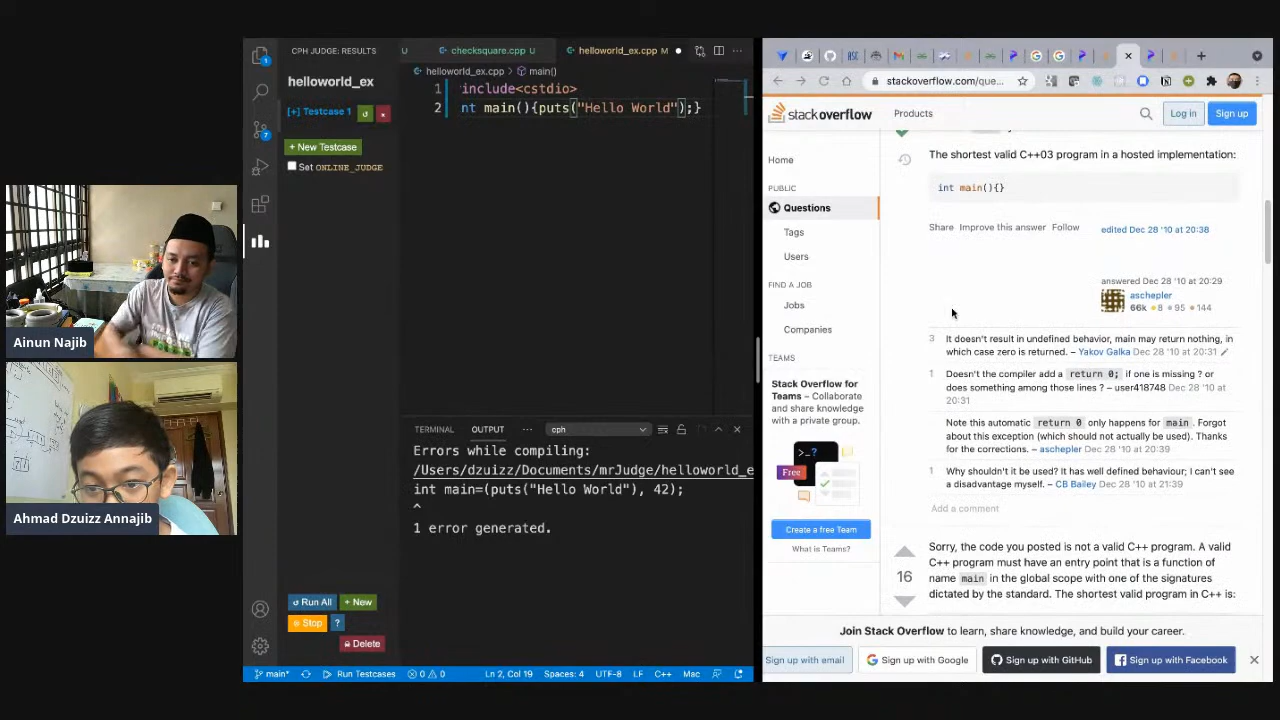 Ainun Najib
Ahmad Dzuizz Annajib
CPH JUDGE: RESULTS
helloworld_ex
[+] Testcase 1
+ New Testcase
Set ONLINE_JUDGE
↺ Run All
+ New
Stop
?
Delete
U
checksquare.cpp U
helloworld_ex.cpp M
helloworld_ex.cpp > main()
1 include<cstdio>
2 nt main(){puts("Hello World");}
TERMINAL
OUTPUT
cph
Errors while compiling:
/Users/dzuizz/Documents/mrJudge/helloworld_e
int main=(puts("Hello World"), 42);
^
1 error generated.
main*
Run Testcases
0 0
Ln 2, Col 19
Spaces: 4
UTF-8
LF
C++
Mac
stackoverflow.com/que...
stack overflow
Products
Log in
Sign up
Home
PUBLIC
Questions
Tags
Users
FIND A JOB
Jobs
Companies
TEAMS
Stack Overflow for
Teams – Collaborate
and share knowledge
with a private group.
>_?
Free
Create a free Team
What is Teams?
The shortest valid C++03 program in a hosted implementation:
int main(){}
Share Improve this answer Follow
edited Dec 28 '10 at 20:38
answered Dec 28 '10 at 20:29
aschepler
66k 8 95 144
3 It doesn't result in undefined behavior, main may return nothing, in
which case zero is returned. – Yakov Galka Dec 28 '10 at 20:31
1 Doesn't the compiler add a return 0; if one is missing ? or
does something among those lines ? – user418748 Dec 28 '10 at
20:31
Note this automatic return 0 only happens for main. Forgot
about this exception (which should not actually be used). Thanks
for the corrections. – aschepler Dec 28 '10 at 20:39
1 Why shouldn't it be used? It has well defined behaviour; I can't see
a disadvantage myself. – CB Bailey Dec 28 '10 at 21:39
Add a comment
Sorry, the code you posted is not a valid C++ program. A valid
C++ program must have an entry point that is a function of
16 name main in the global scope with one of the signatures
dictated by the standard. The shortest valid program in C++ is:
Join Stack Overflow to learn, share knowledge, and build your career.
Sign up with email
Sign up with Google
Sign up with GitHub
Sign up with Facebook